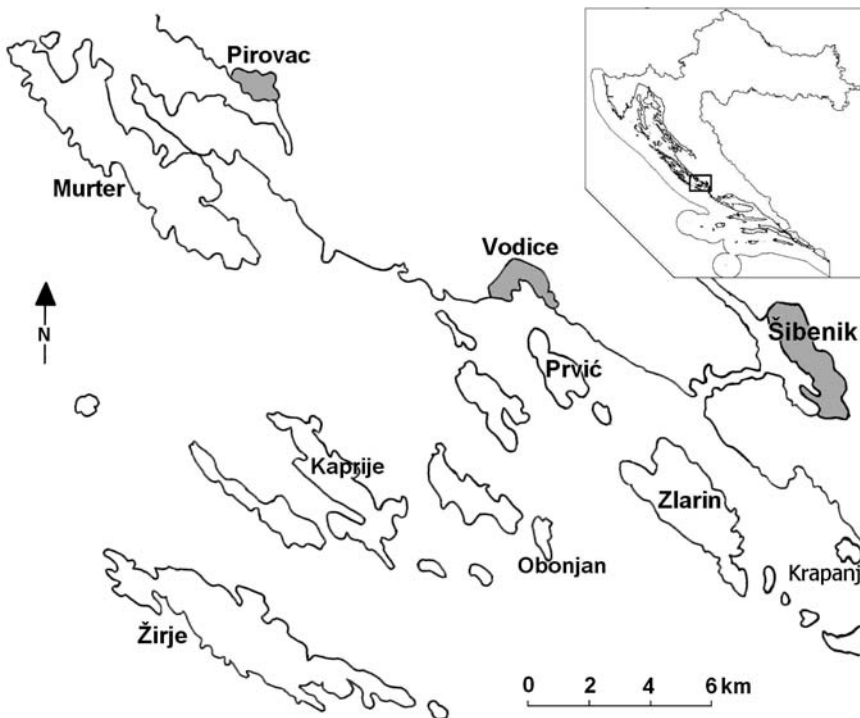 Pirovac
Murter
Vodice
Šibenik
N
Prvić
Kaprije
Zlarin
Obonjan
Krapanj
Žirje
0 2 4 6 km